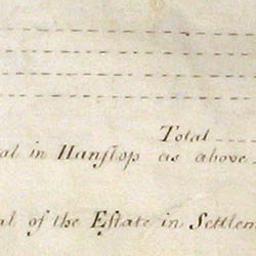 Total
al in Hanſlop as above
al of the Eſtate in Settlem